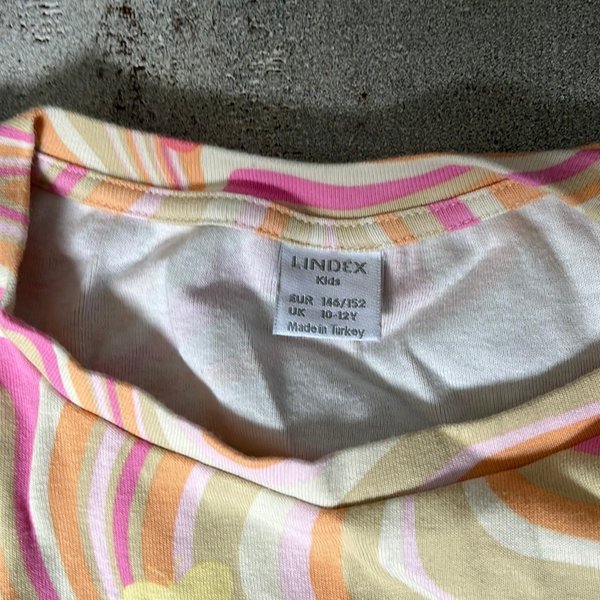 LINDEX
Kids
EUR 146/152
UK 10-12Y
Made in Turkey